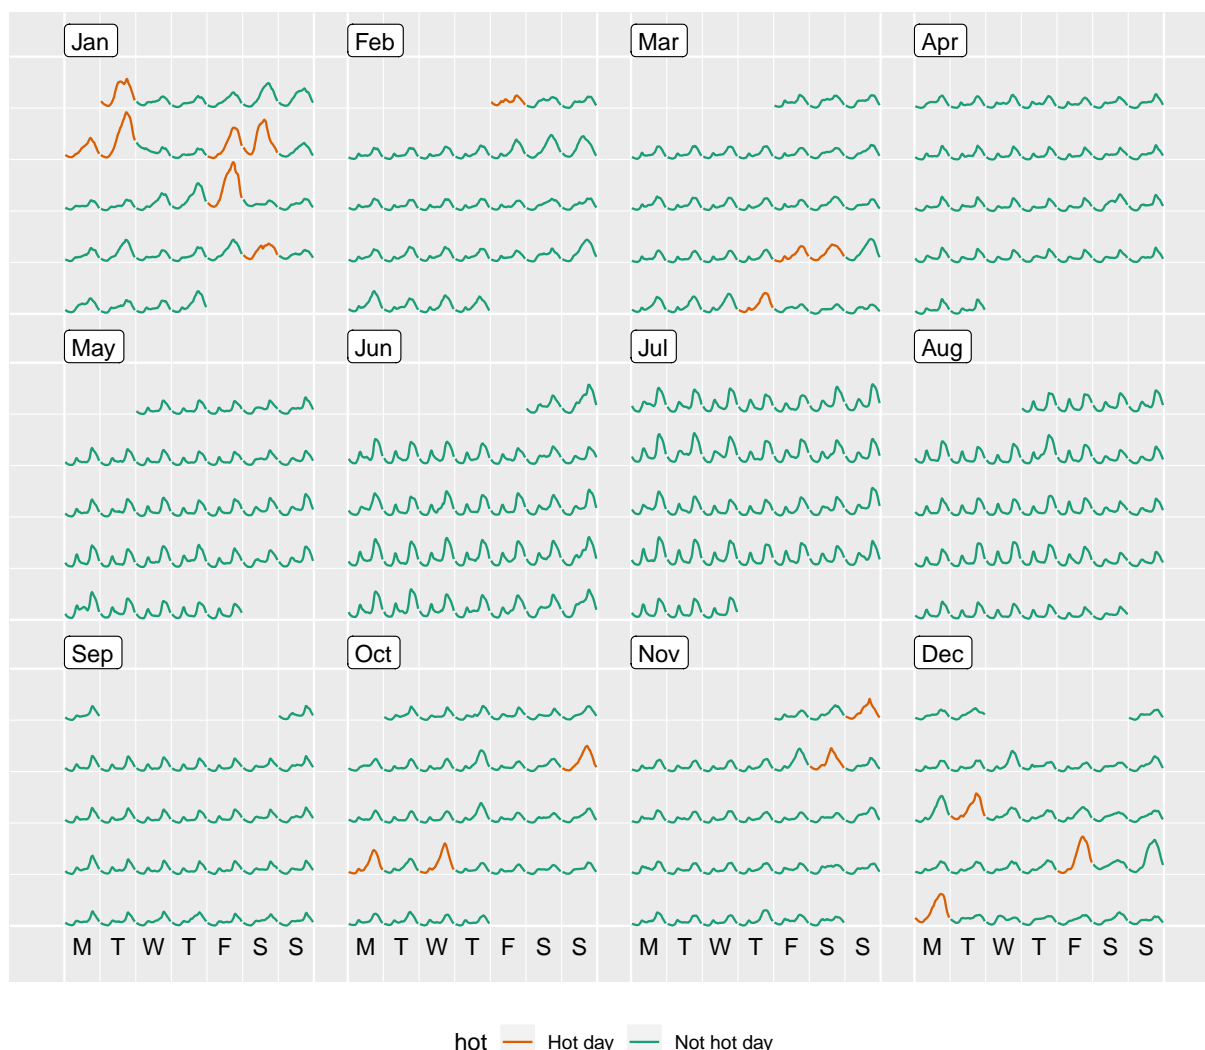 Jan Feb Mar Apr
May Jun Jul Aug
Sep Oct Nov Dec
M T W T F S S M T W T F S S M T W T F S S M T W T F S S
hot Hot day Not hot day